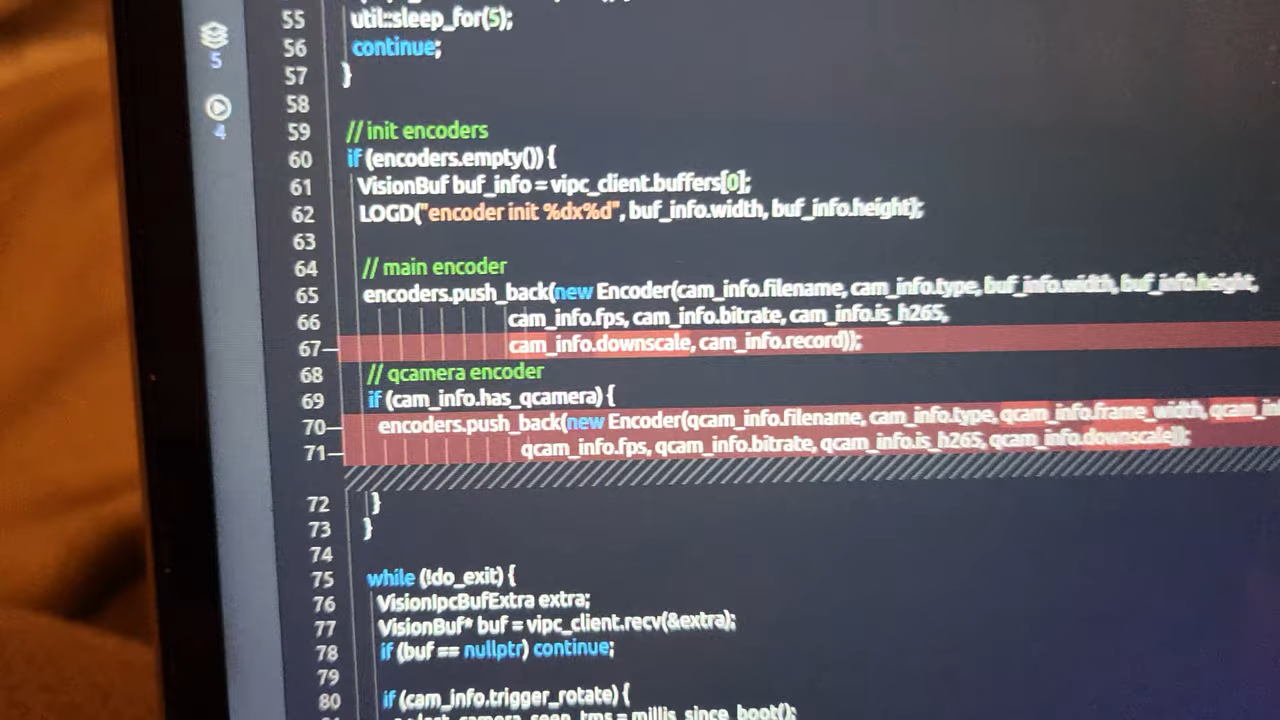 55 util::sleep_for(5);
5
56 continue;
57 }
58
4
59 // init encoders
60 if (encoders.empty()) {
61 VisionBuf buf_info = vipc_client.buffers[0];
62 LOGD("encoder init %dx%d", buf_info.width, buf_info.height);
63
64 // main encoder
65 encoders.push_back(new Encoder(cam_info.filename, cam_info.type, buf_info.width, buf_info.height,
66 cam_info.fps, cam_info.bitrate, cam_info.is_h265,
67– cam_info.downscale, cam_info.record));
68 // qcamera encoder
69 if (cam_info.has_qcamera) {
70– encoders.push_back(new Encoder(qcam_info.filename, cam_info.type, qcam_info.frame_width, qcam_in
71– qcam_info.fps, qcam_info.bitrate, qcam_info.is_h265, qcam_info.downscale));
72 }
73 }
74
75 while (!do_exit) {
76 VisionIpcBufExtra extra;
77 VisionBuf* buf = vipc_client.recv(&extra);
78 if (buf == nullptr) continue;
79
80 if (cam_info.trigger_rotate) {
last_camera_seen_tms = millis_since_boot();